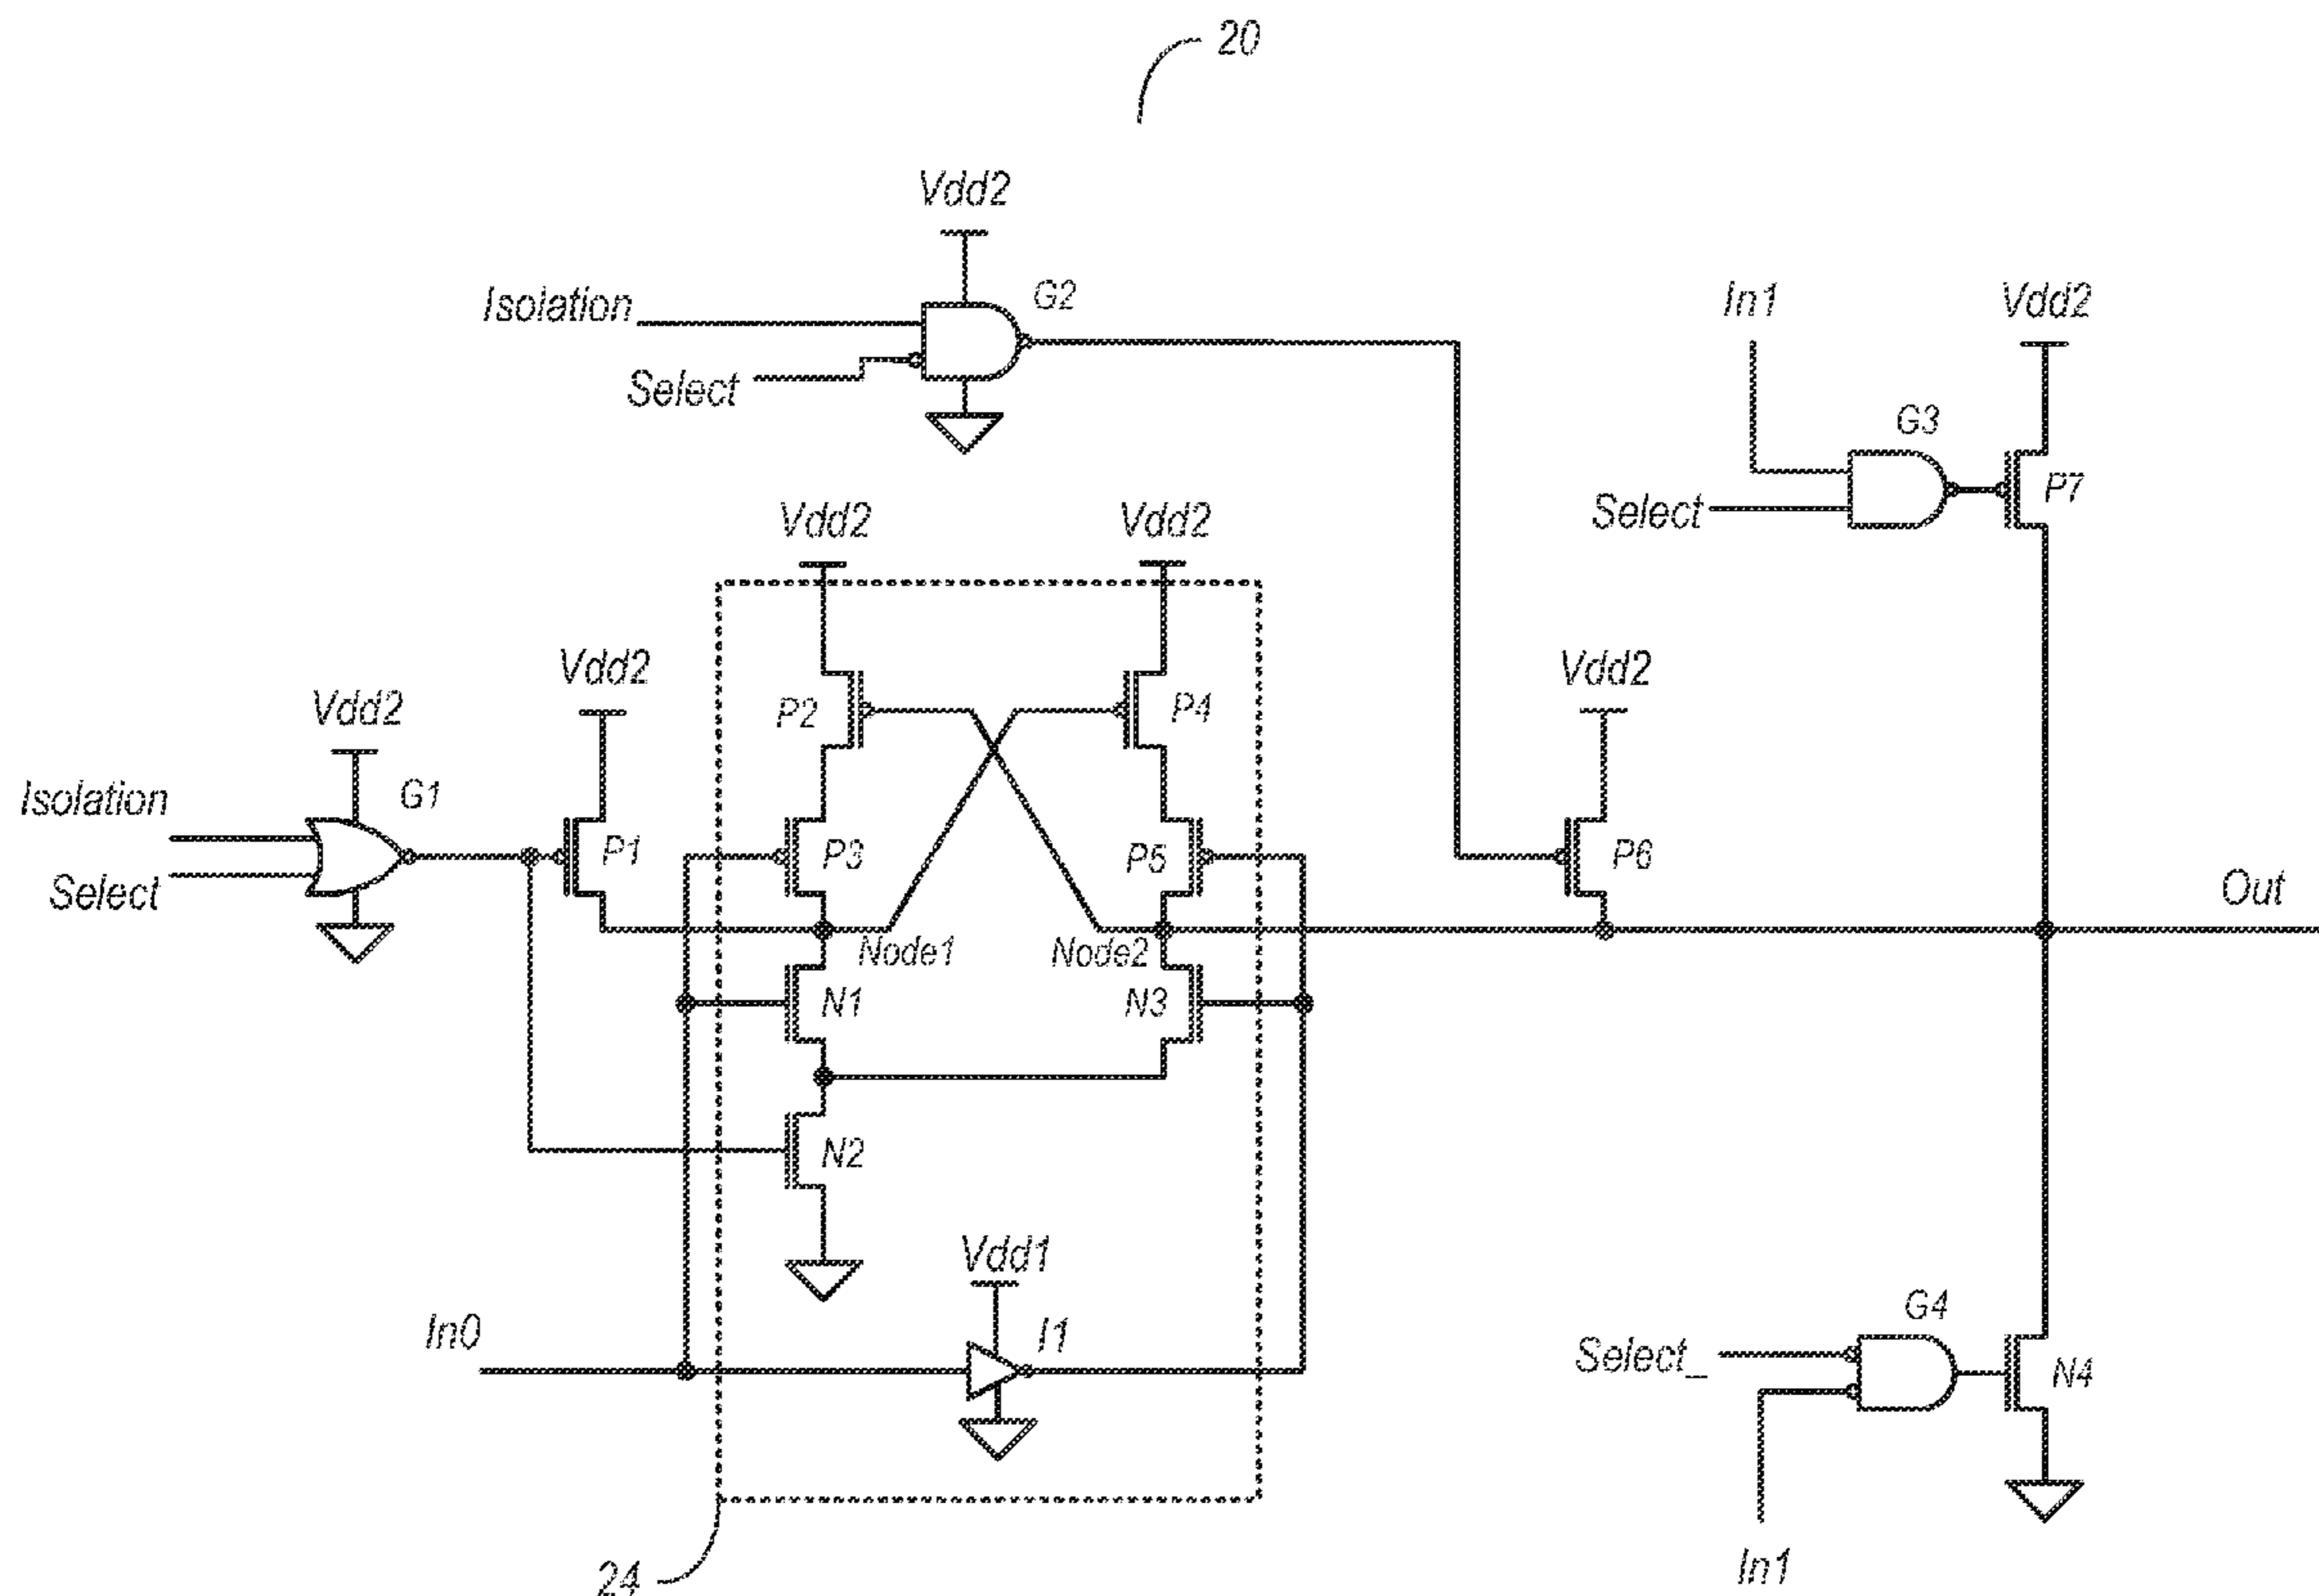 20
Vdd2
G2
Isolation
Select
In1
Vdd2
G3
P7
Select
Vdd2
Vdd2
Vdd2
Vdd2
Vdd2
P2
P4
G1
Isolation
Select
P1
P3
P5
P6
Out
Node1
Node2
N1
N3
N2
Vdd1
In0
I1
G4
Select_
N4
In1
24